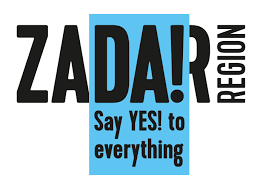 ZADA!R
REGION
Say YES! to
everything